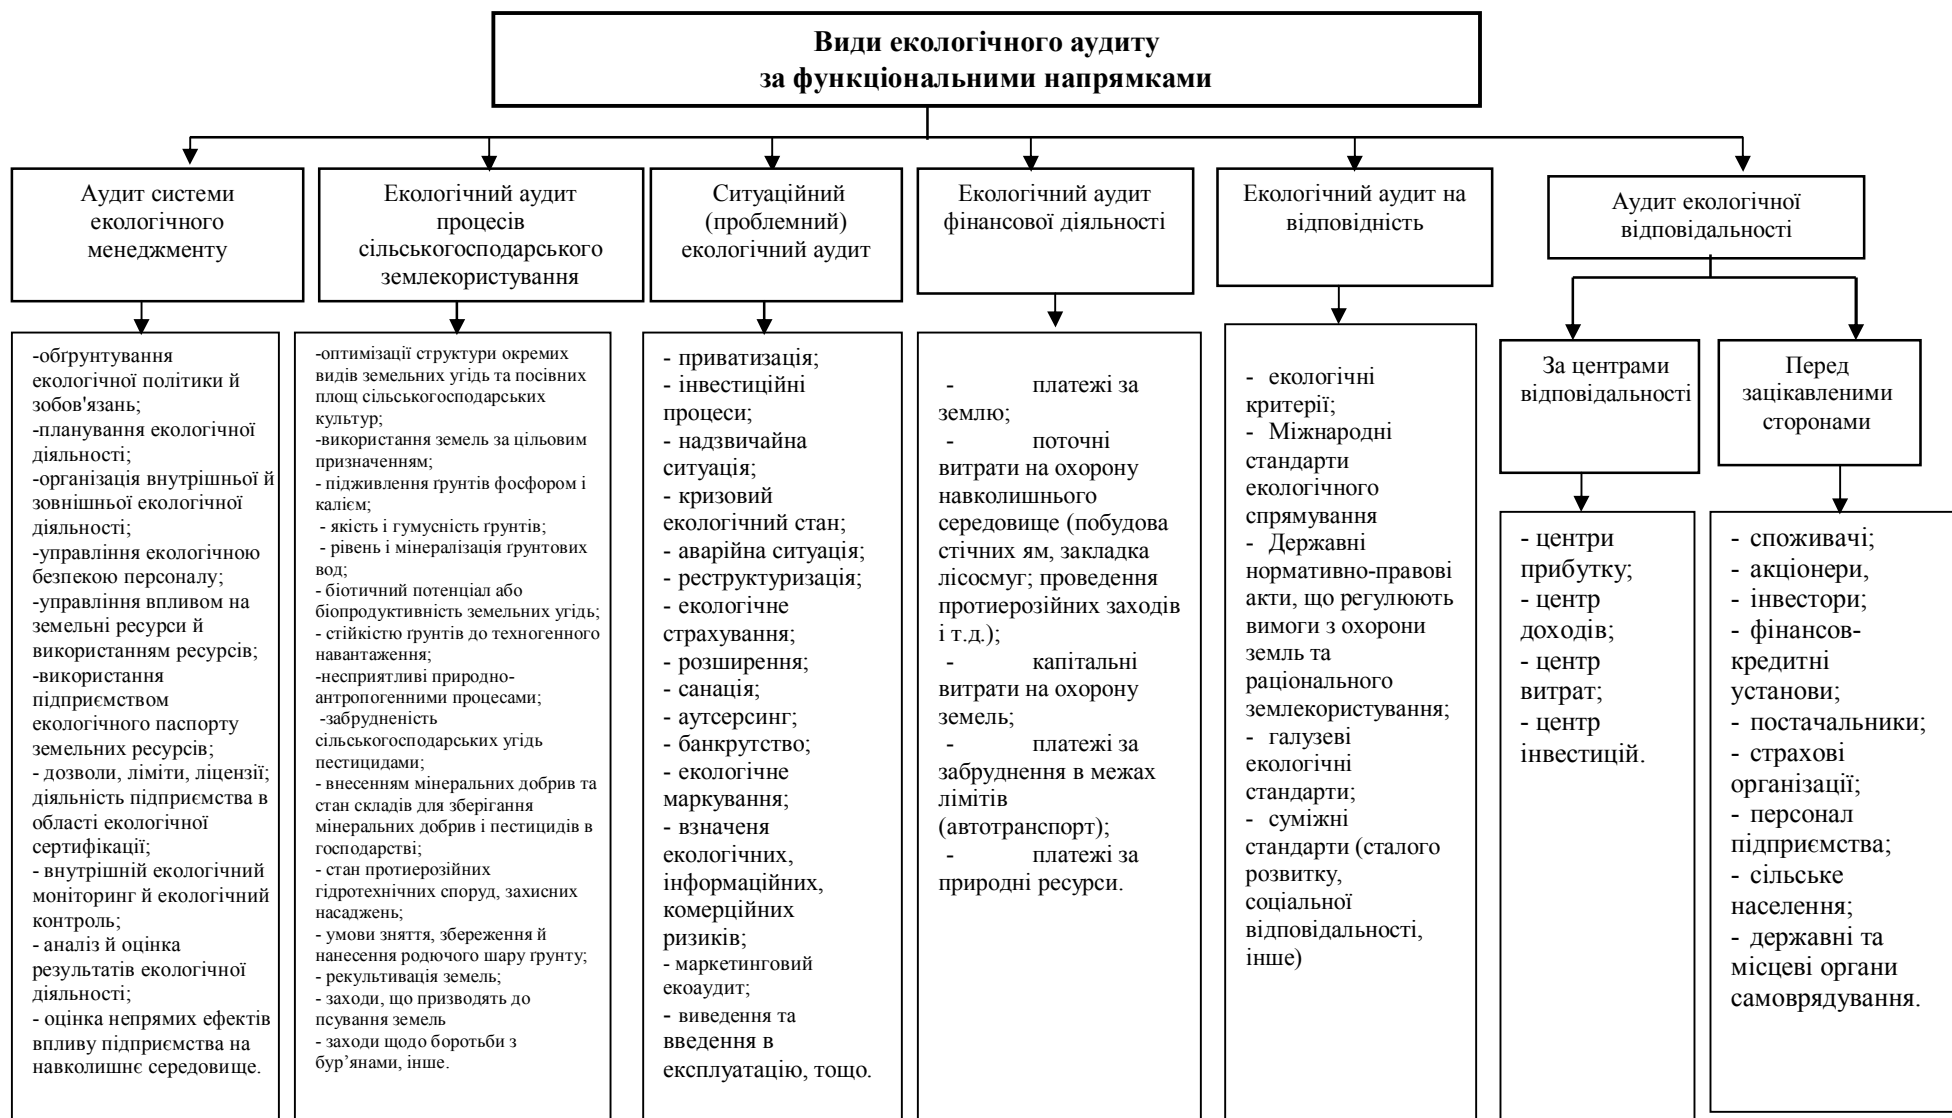 Види екологічного аудиту
за функціональними напрямками
Аудит системи
екологічного
менеджменту
Екологічний аудит
процесів
сільськогосподарського
землекористування
Ситуаційний
(проблемний)
екологічний аудит
Екологічний аудит
фінансової діяльності
Екологічний аудит на
відповідність
Аудит екологічної
відповідальності
За центрами
відповідальності
Перед
зацікавленими
сторонами
-обґрунтування
екологічної політики й
зобов'язань;
-планування екологічної
діяльності;
-організація внутрішньої й
зовнішньої екологічної
діяльності;
-управління екологічною
безпекою персоналу;
-управління впливом на
земельні ресурси й
використанням ресурсів;
-використання
підприємством
екологічного паспорту
земельних ресурсів;
- дозволи, ліміти, ліцензії;
діяльність підприємства в
області екологічної
сертифікації;
- внутрішній екологічний
моніторинг й екологічний
контроль;
- аналіз й оцінка
результатів екологічної
діяльності;
- оцінка непрямих ефектів
впливу підприємства на
навколишнє середовище.
-оптимізації структури окремих
видів земельних угідь та посівних
площ сільськогосподарських
культур;
-використання земель за цільовим
призначенням;
- підживлення ґрунтів фосфором і
калієм;
- якість і гумусність ґрунтів;
- рівень і мінералізація ґрунтових
вод;
- біотичний потенціал або
біопродуктивність земельних угідь;
- стійкістю ґрунтів до техногенного
навантаження;
-несприятливі природно-
антропогенними процесами;
-забрудненість
сільськогосподарських угідь
пестицидами;
- внесенням мінеральних добрив та
стан складів для зберігання
мінеральних добрив і пестицидів в
господарстві;
- стан протиерозійних
гідротехнічних споруд, захисних
насаджень;
- умови зняття, збереження й
нанесення родючого шару ґрунту;
- рекультивація земель;
- заходи, що призводять до
псування земель
- заходи щодо боротьби з
бур’янами, інше.
- приватизація;
- інвестиційні
процеси;
- надзвичайна
ситуація;
- кризовий
екологічний стан;
- аварійна ситуація;
- реструктуризація;
- екологічне
страхування;
- розширення;
- санація;
- аутсерсинг;
- банкрутство;
- екологічне
маркування;
- взначеня
екологічних,
інформаційних,
комерційних
ризиків;
- маркетинговий
екоаудит;
- виведення та
введення в
експлуатацію, тощо.
- платежі за
землю;
- поточні
витрати на охорону
навколишнього
середовище (побудова
стічних ям, закладка
лісосмуг; проведення
протиерозійних заходів
і т.д.);
- капітальні
витрати на охорону
земель;
- платежі за
забруднення в межах
лімітів
(автотранспорт);
- платежі за
природні ресурси.
- екологічні
критерії;
- Міжнародні
стандарти
екологічного
спрямування
- Державні
нормативно-правові
акти, що регулюють
вимоги з охорони
земль та
раціонального
землекористування;
- галузеві
екологічні
стандарти;
- суміжні
стандарти (сталого
розвитку,
соціальної
відповідальності,
інше)
- центри
прибутку;
- центр
доходів;
- центр
витрат;
- центр
інвестицій.
- споживачі;
- акціонери,
- інвестори;
- фінансов-
кредитні
установи;
- постачальники;
- страхові
організації;
- персонал
підприємства;
- сільське
населення;
- державні та
місцеві органи
самоврядування.